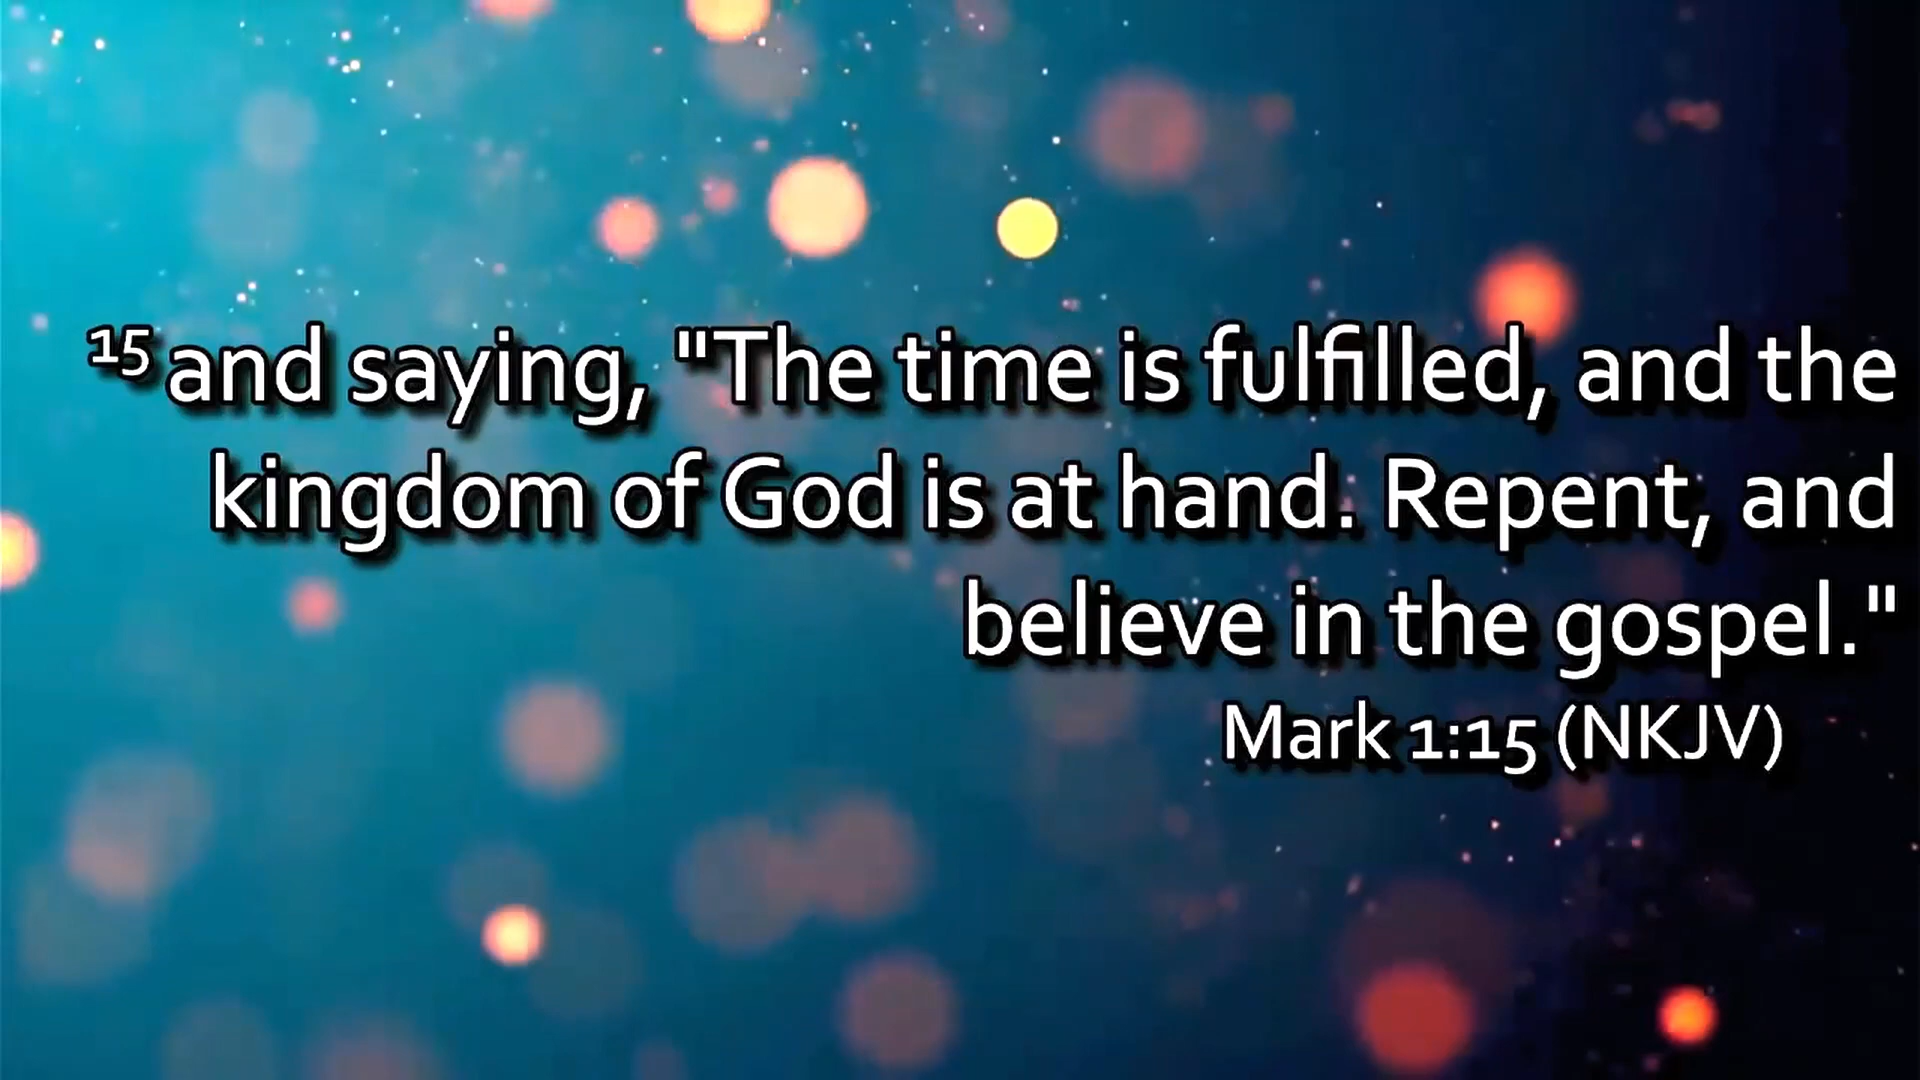 15 and saying, "The time is fulfilled, and the
kingdom of God is at hand. Repent, and
believe in the gospel."
Mark 1:15 (NKJV)